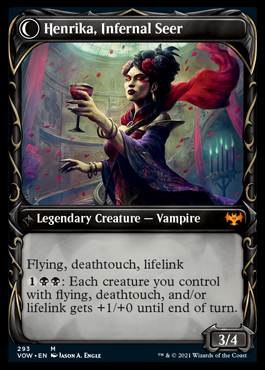 Henrika, Infernal Seer
Legendary Creature — Vampire
Flying, deathtouch, lifelink
1: Each creature you control
with flying, deathtouch, and/or
lifelink gets +1/+0 until end of turn.
3/4
293 M
VOW • EN Jason A. Engle
™ & © 2021 Wizards of the Coast